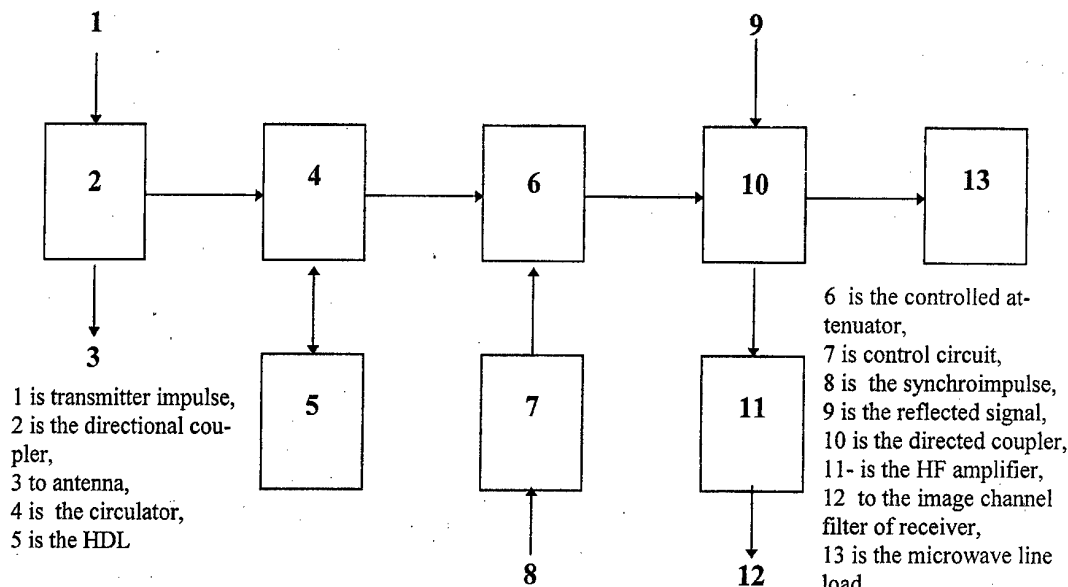 1
9
2
4
6
10
13
3
5
7
11
8
12
1 is transmitter impulse,
2 is the directional cou-
pler,
3 to antenna,
4 is the circulator,
5 is the HDL
6 is the controlled at-
tenuator,
7 is control circuit,
8 is the synchroimpulse,
9 is the reflected signal,
10 is the directed coupler,
11- is the HF amplifier,
12 to the image channel
filter of receiver,
13 is the microwave line
load